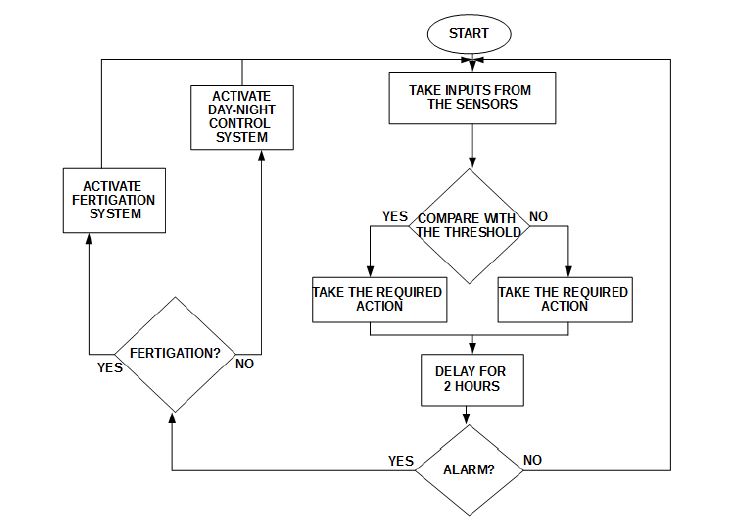 START
TAKE INPUTS FROM
THE SENSORS
ACTIVATE
DAY-NIGHT
CONTROL
SYSTEM
ACTIVATE
FERTIGATION
SYSTEM
YES
COMPARE WITH
THE THRESHOLD
NO
TAKE THE REQUIRED
ACTION
TAKE THE REQUIRED
ACTION
FERTIGATION?
YES
NO
DELAY FOR
2 HOURS
YES
ALARM?
NO